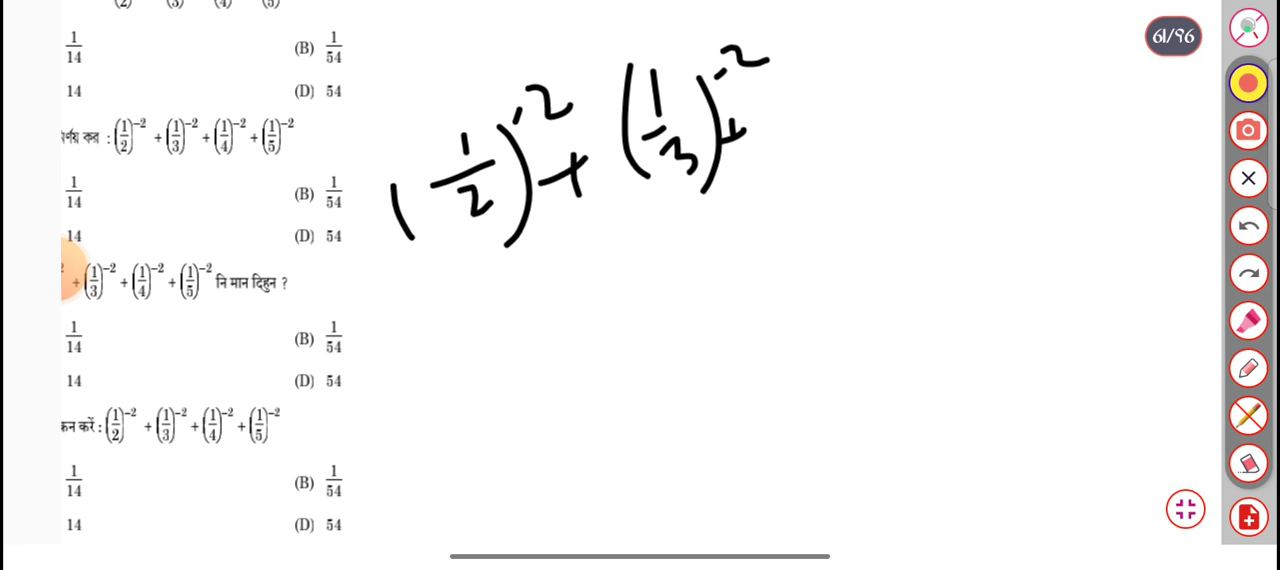 (2) (3) (4) (5)
1/14 (B) 1/54
14 (D) 54
: (1/2)^-2 + (1/3)^-2 + (1/4)^-2 + (1/5)^-2
1/14 (B) 1/54
14 (D) 54
+ (1/3)^-2 + (1/4)^-2 + (1/5)^-2 नि मान दिहुन ?
1/14 (B) 1/54
14 (D) 54
कन करें : (1/2)^-2 + (1/3)^-2 + (1/4)^-2 + (1/5)^-2
1/14 (B) 1/54
14 (D) 54
(1/2)^-2 + (1/3)^-2 +
61/96